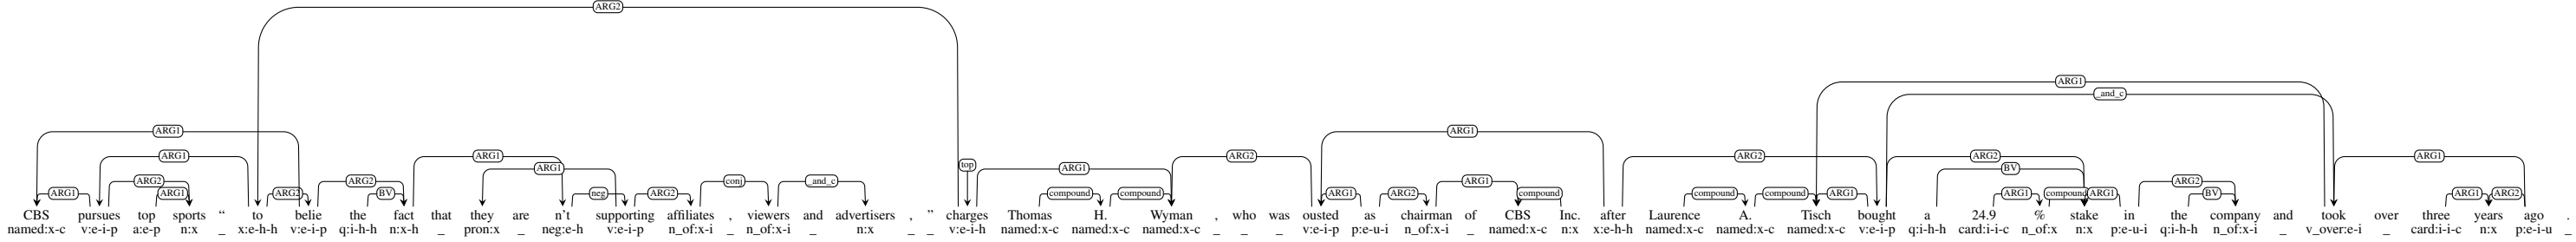 ARG2
ARG1
_and_c
ARG1 ARG1
ARG1 ARG1 ARG2 ARG2 ARG2 ARG1
ARG1 top ARG1 BV
ARG2 ARG2 conj _and_c ARG1 ARG2
ARG1 ARG1 ARG2 BV neg ARG2 compound compound ARG1 ARG2 compound compound compound ARG1 ARG1 compound ARG1 BV ARG1 ARG2
CBS pursues top sports “ to belie the fact that they are n't supporting affiliates , viewers and advertisers , ” charges Thomas H. Wyman , who was ousted as chairman of CBS Inc. after Laurence A. Tisch bought a 24.9 % stake in the company and took over three years ago .
named:x-c v:e-i-p a:e-p n:x _ x:e-h-h v:e-i-p q:i-h-h n:x-h _ pron:x _ neg:e-h v:e-i-p n_of:x-i _ n_of:x-i _ n:x _ _ v:e-i-h named:x-c named:x-c named:x-c _ _ _ v:e-i-p p:e-u-i n_of:x-i _ named:x-c n:x x:e-h-h named:x-c named:x-c named:x-c v:e-i-p q:i-h-h card:i-i-c n_of:x n:x p:e-u-i q:i-h-h n_of:x-i _ v_over:e-i _ card:i-i-c n:x p:e-i-u _